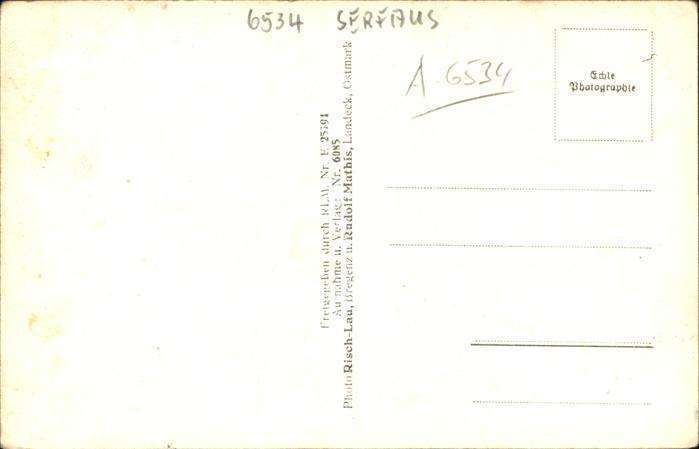 6534 SERFAUS
A-6534
Echte
Photographie
Freigegeben durch RLM. Nr. E 25791
Aufnahme u. Verlag: Nr. 6085
Photo Risch-Lau, Bregenz u. Rudolf Mathis, Landeck, Ostmark